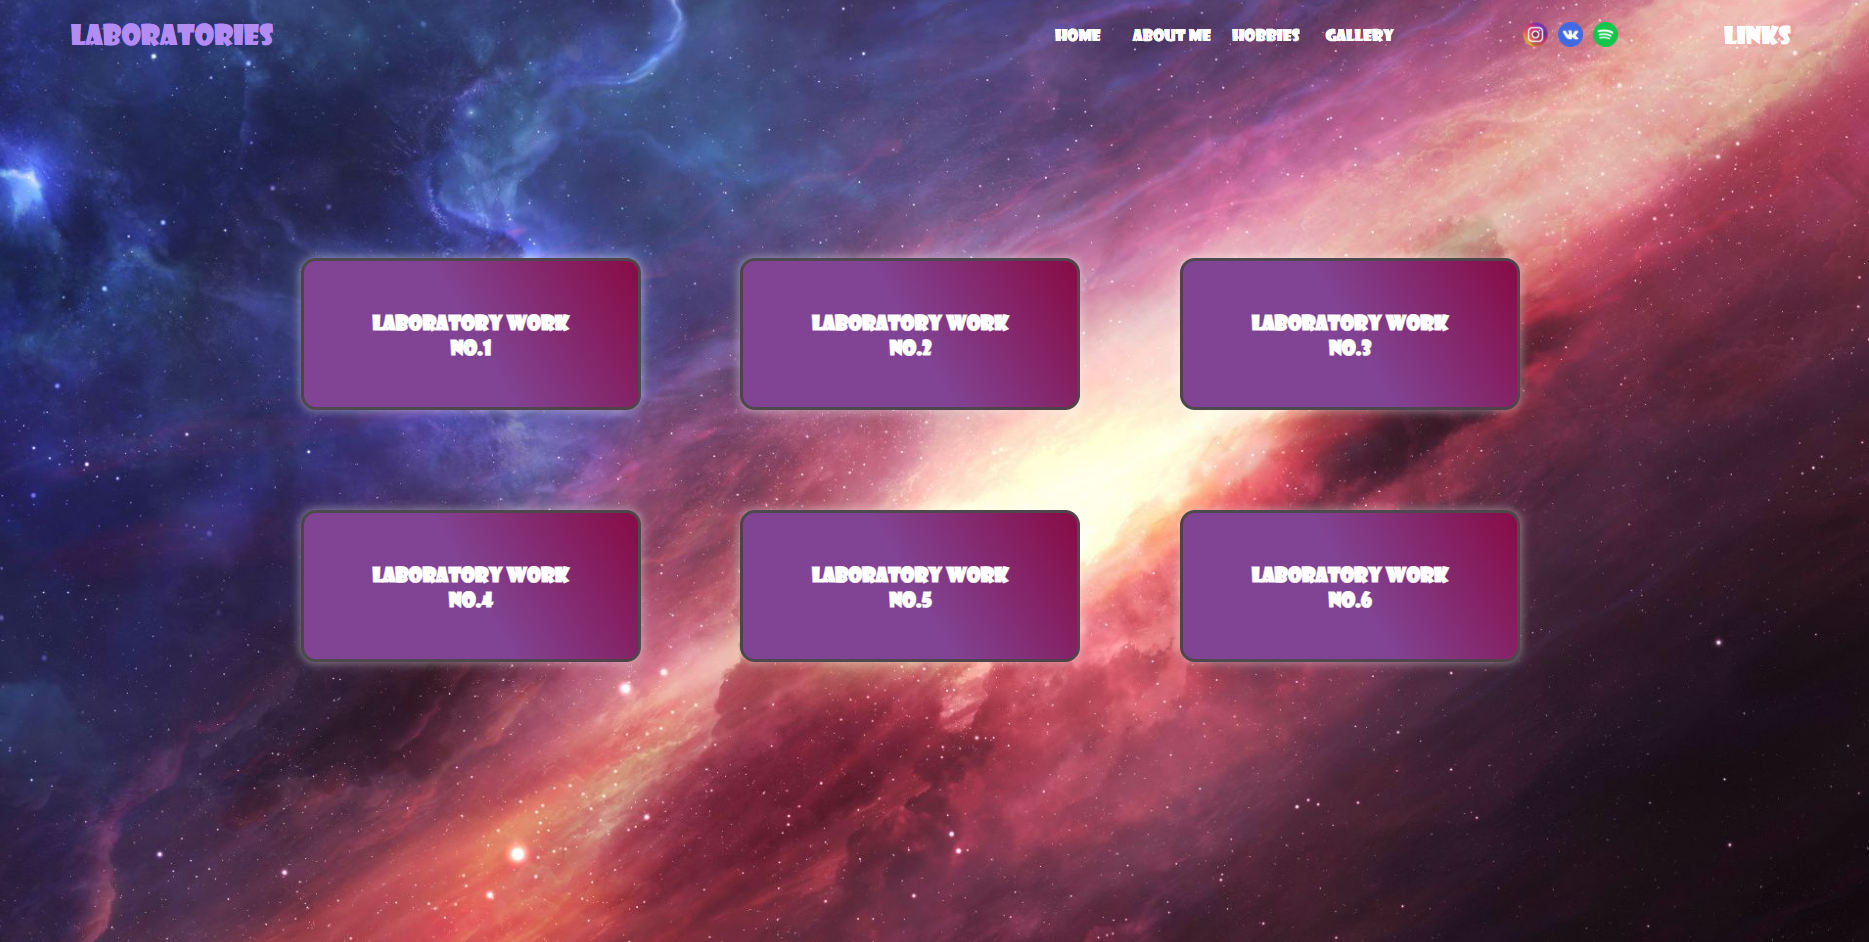 LABORATORIES
HOME ABOUT ME HOBBIES GALLERY
LINKS
LABORATORY WORK
NO.1
LABORATORY WORK
NO.2
LABORATORY WORK
NO.3
LABORATORY WORK
NO.4
LABORATORY WORK
NO.5
LABORATORY WORK
NO.6